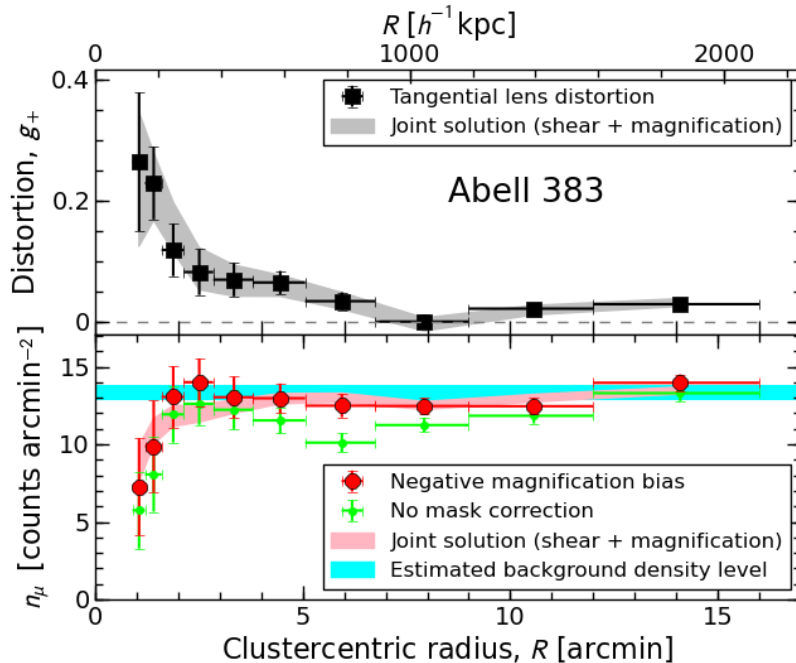 R [h⁻¹ kpc]
0 1000 2000
0.4
0.2
0
Distortion, g₊
Tangential lens distortion
Joint solution (shear + magnification)
Abell 383
15
10
5
0
n_μ [counts arcmin⁻²]
Negative magnification bias
No mask correction
Joint solution (shear + magnification)
Estimated background density level
0 5 10 15
Clustercentric radius, R [arcmin]